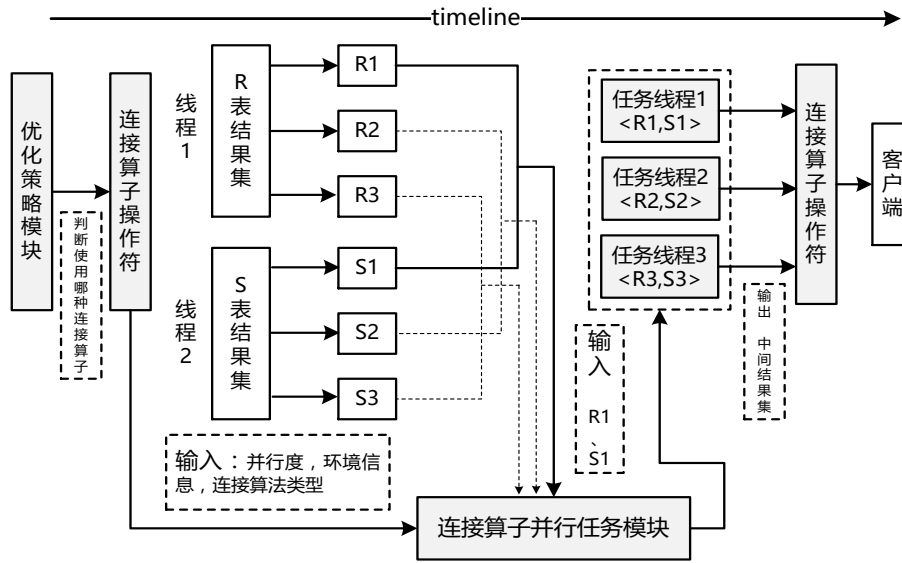 timeline
优化策略模块
判断使用哪种连接算子
连接算子操作符
线程1
R表结果集
R1
R2
R3
线程2
S表结果集
S1
S2
S3
输入：并行度，环境信
息，连接算法类型
连接算子并行任务模块
输入 R1、S1
任务线程1
<R1,S1>
任务线程2
<R2,S2>
任务线程3
<R3,S3>
输出 中间结果集
连接算子操作符
客户端